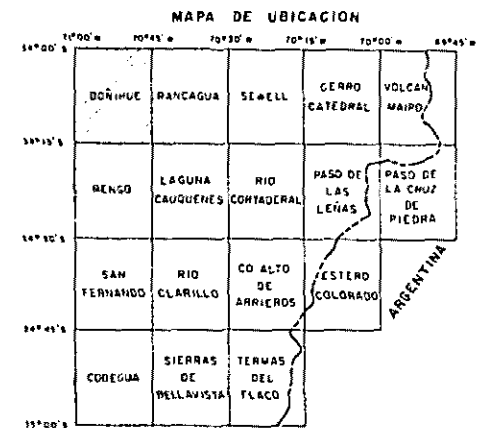 MAPA DE UBICACION
71°00' W 70°45' W 70°30' W 70°15' W 70°00' W 69°45' W
34°00' S
DOÑIHUE RANCAGUA SEWELL CERRO CATEDRAL VOLCAN MAIPO
34°15' S
RENGO LAGUNA CAUQUENES RIO CORTADERAL PASO DE LAS LEÑAS PASO DE LA CRUZ DE PIEDRA
34°30' S
SAN FERNANDO RIO CLARILLO CO ALTO DE ARRIEROS ESTERO COLORADO ARGENTINA
34°45' S
CODEGUA SIERRAS DE BELLAVISTA TERMAS DEL FLACO
35°00' S